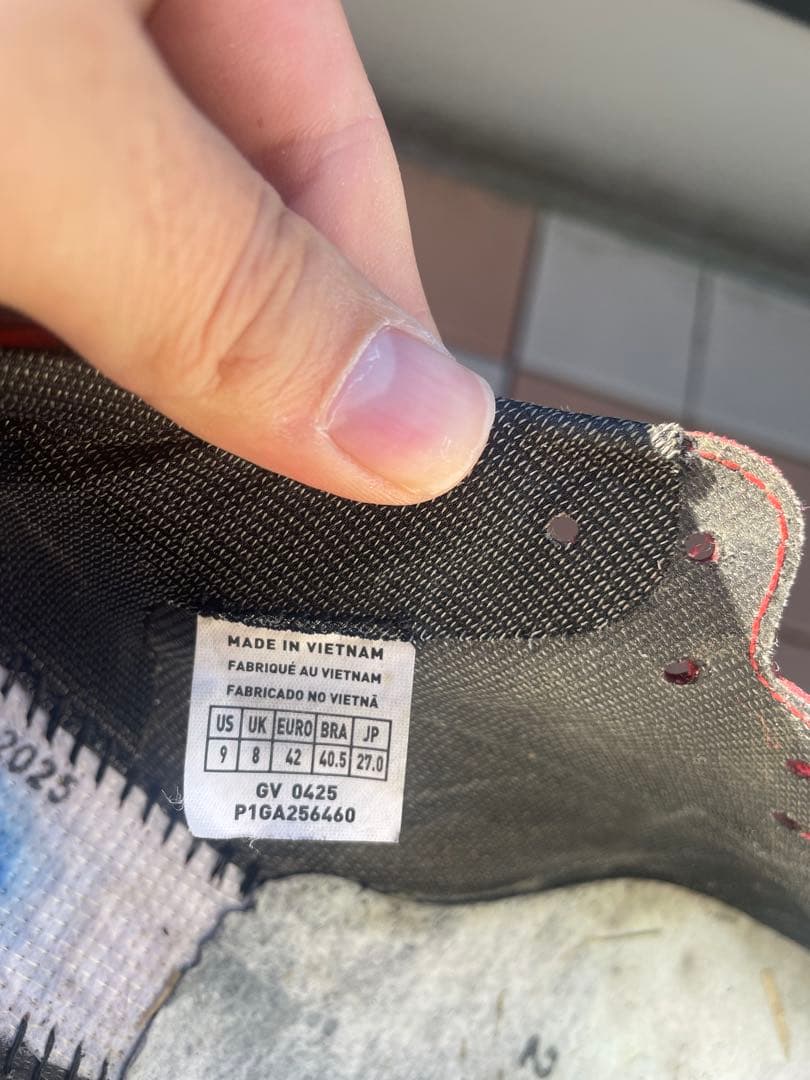 MADE IN VIETNAM
FABRIQUÉ AU VIETNAM
FABRICADO NO VIETNÃ
US UK EURO BRA JP
9 8 42 40.5 27.0
GV 0425
P1GA256460
2025
2